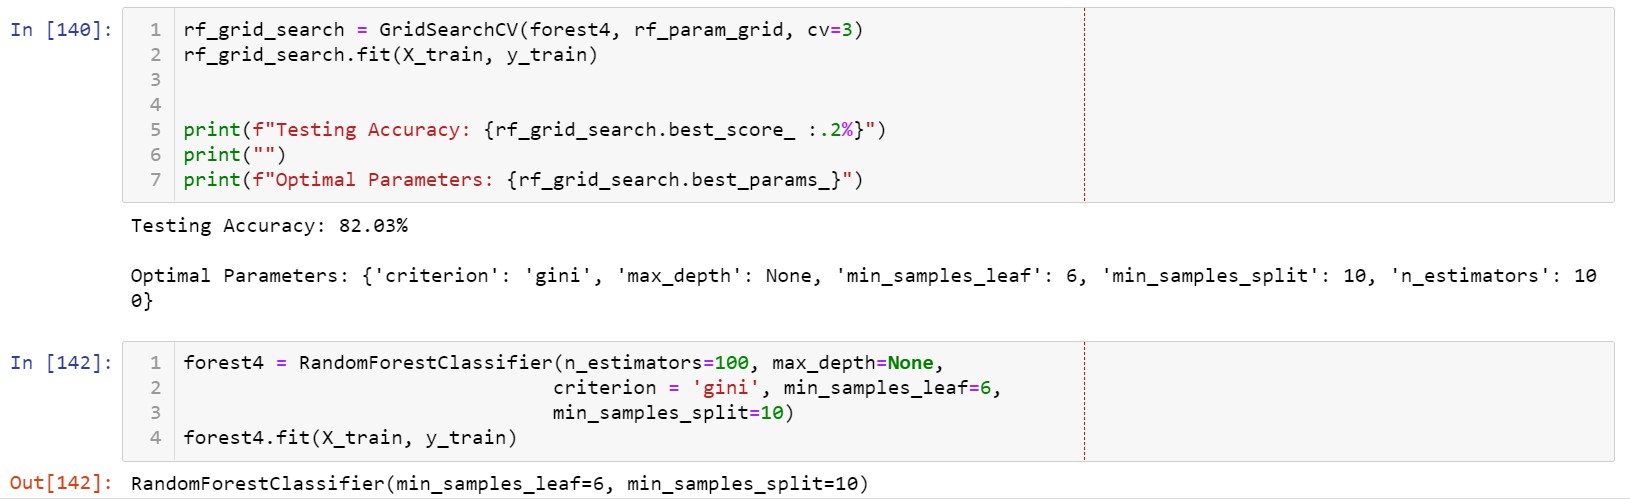 In [140]:
1 rf_grid_search = GridSearchCV(forest4, rf_param_grid, cv=3)
2 rf_grid_search.fit(X_train, y_train)
3
4
5 print(f"Testing Accuracy: {rf_grid_search.best_score_ :.2%}")
6 print("")
7 print(f"Optimal Parameters: {rf_grid_search.best_params_}")
Testing Accuracy: 82.03%
Optimal Parameters: {'criterion': 'gini', 'max_depth': None, 'min_samples_leaf': 6, 'min_samples_split': 10, 'n_estimators': 10
0}
In [142]:
1 forest4 = RandomForestClassifier(n_estimators=100, max_depth=None,
2                                 criterion = 'gini', min_samples_leaf=6,
3                                 min_samples_split=10)
4 forest4.fit(X_train, y_train)
Out[142]: RandomForestClassifier(min_samples_leaf=6, min_samples_split=10)